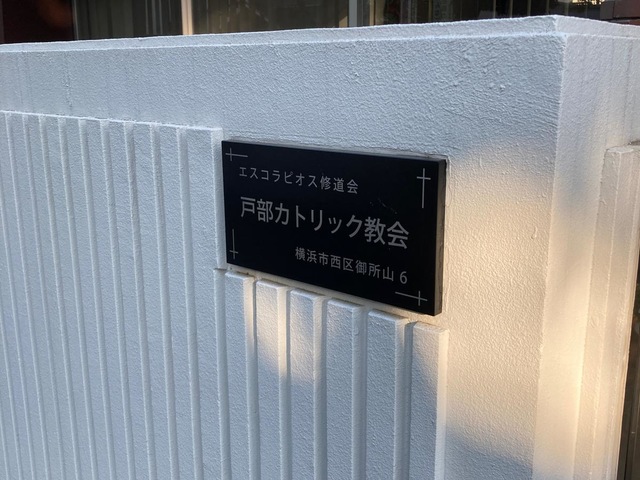 エスコラピオス修道会
戸部カトリック教会
横浜市西区御所山 6